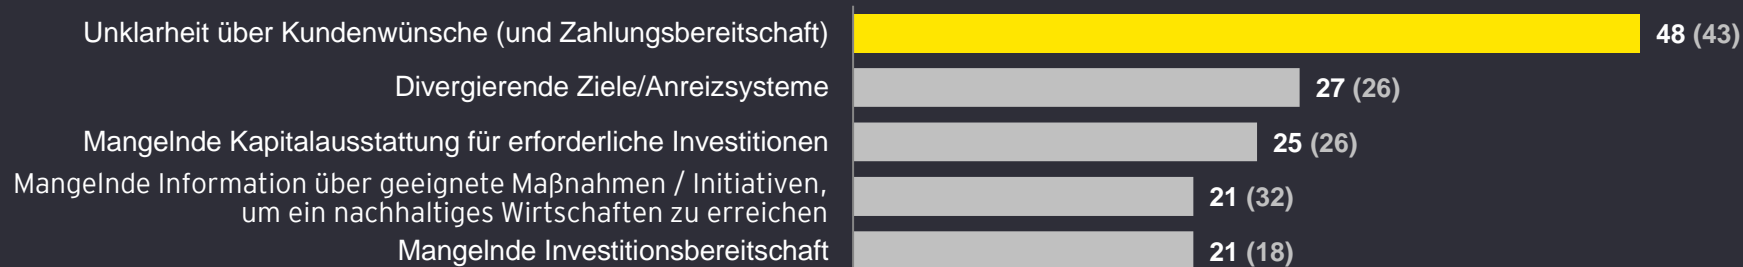 Unklarheit über Kundenwünsche (und Zahlungsbereitschaft) 48 (43)
Divergierende Ziele/Anreizsysteme 27 (26)
Mangelnde Kapitalausstattung für erforderliche Investitionen 25 (26)
Mangelnde Information über geeignete Maßnahmen / Initiativen,
um ein nachhaltiges Wirtschaften zu erreichen 21 (32)
Mangelnde Investitionsbereitschaft 21 (18)